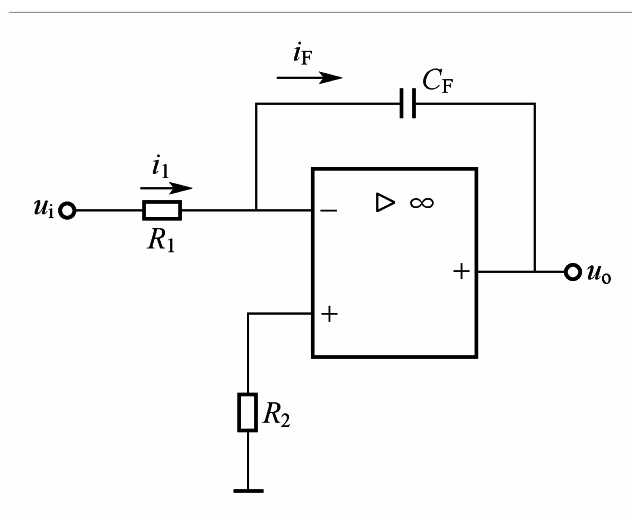 i_F
C_F
i_1
u_i
R_1
− ▷ ∞
+ u_o
+
R_2